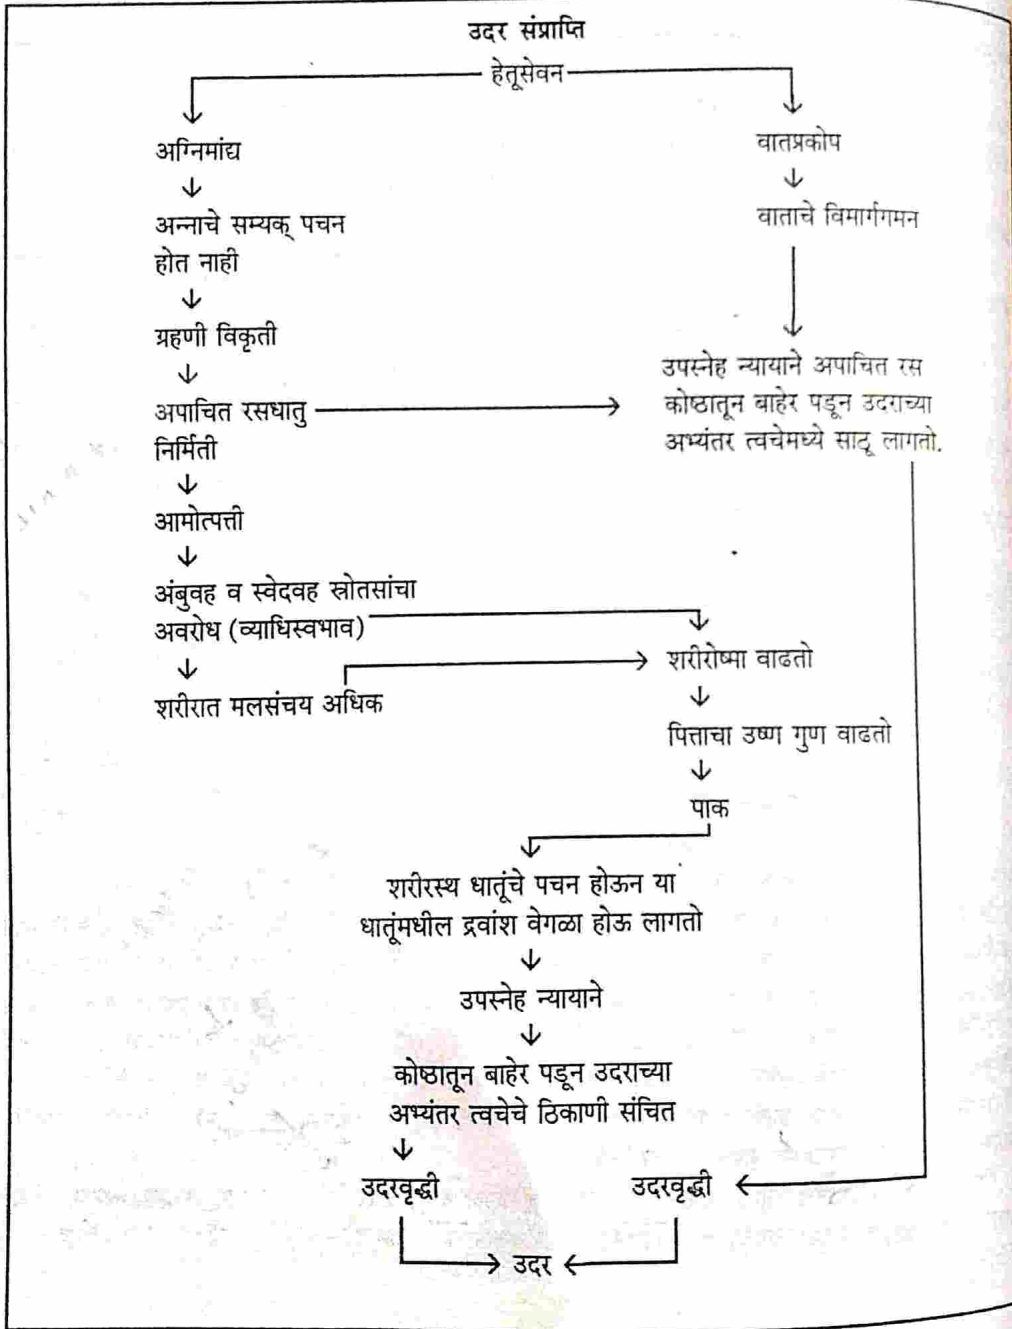 उदर संप्राप्ति
हेतूसेवन
अग्निमांद्य
वातप्रकोप
अन्नाचे सम्यक् पचन
होत नाही
वाताचे विमार्गगमन
ग्रहणी विकृती
उपस्नेह न्यायाने अपाचित रस
कोष्ठातून बाहेर पडून उदराच्या
अभ्यंतर त्वचेमध्ये साठू लागतो.
अपाचित रसधातु
निर्मिती
आमोत्पत्ती
अंबुवह व स्वेदवह स्रोतसांचा
अवरोध (व्याधिस्वभाव)
शरीरोष्मा वाढतो
शरीरात मलसंचय अधिक
पित्ताचा उष्ण गुण वाढतो
पाक
शरीरस्थ धातूंचे पचन होऊन या
धातूंमधील द्रवांश वेगळा होऊ लागतो
उपस्नेह न्यायाने
कोष्ठातून बाहेर पडून उदराच्या
अभ्यंतर त्वचेचे ठिकाणी संचित
उदरवृद्धी उदरवृद्धी
उदर